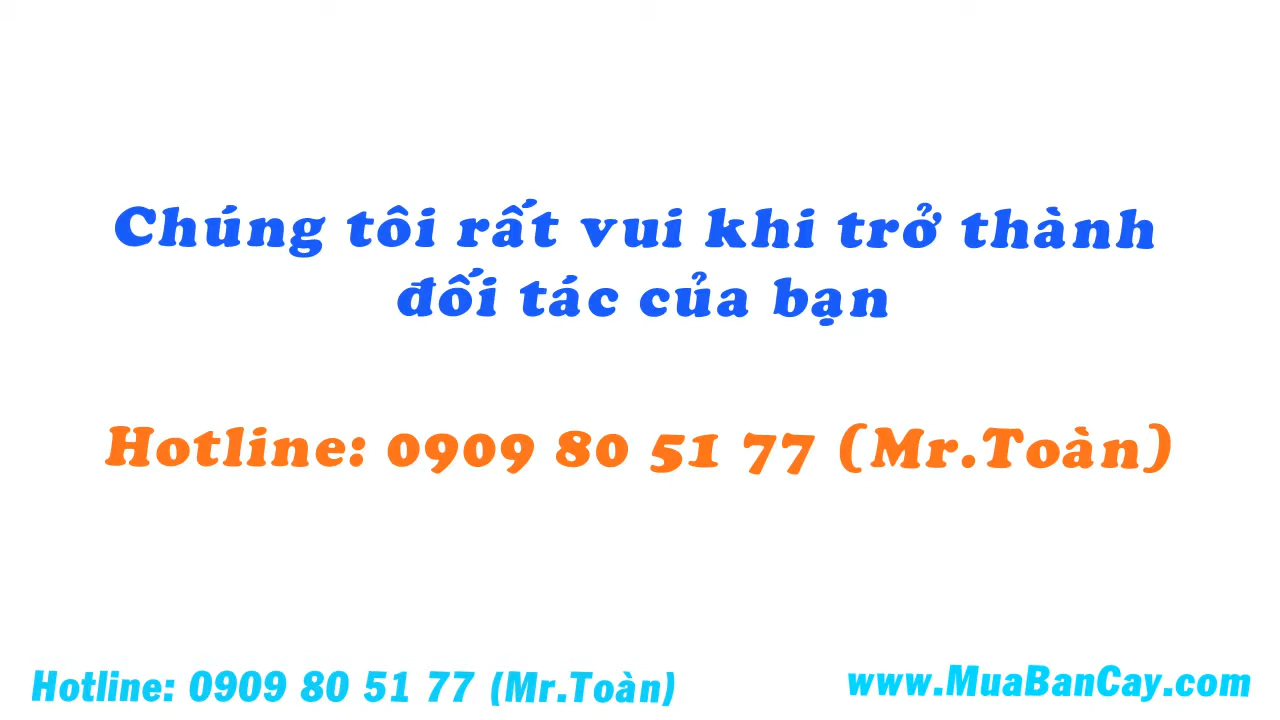 Chúng tôi rất vui khi trở thành
đối tác của bạn
Hotline: 0909 80 51 77 (Mr.Toàn)
Hotline: 0909 80 51 77 (Mr.Toàn)
www.MuaBanCay.com